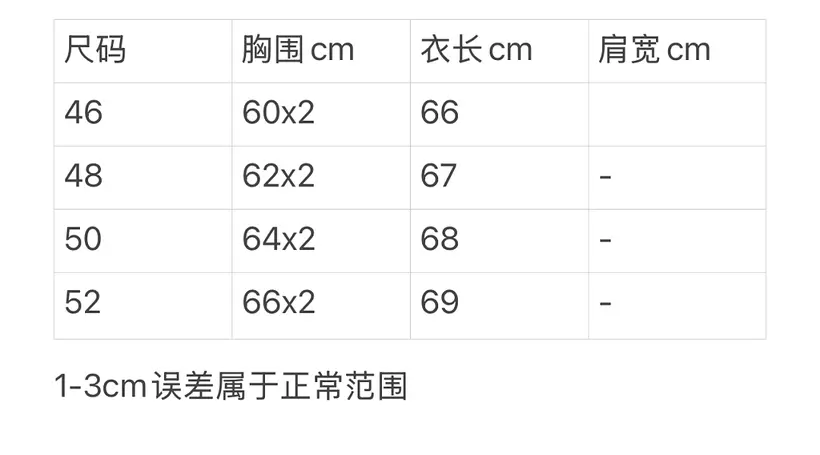 尺码 胸围cm 衣长cm 肩宽cm
46 60x2 66
48 62x2 67 -
50 64x2 68 -
52 66x2 69 -
1-3cm误差属于正常范围